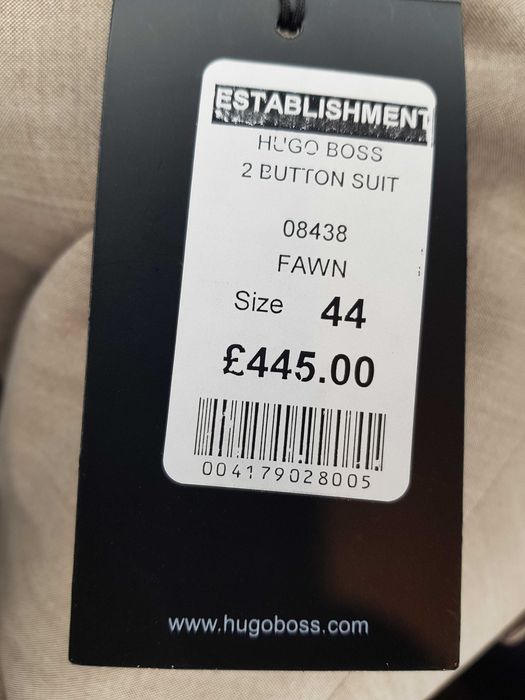 ESTABLISHMENT
HUGO BOSS
2 BUTTON SUIT
08438
FAWN
Size 44
£445.00
004179028005
www.hugoboss.com